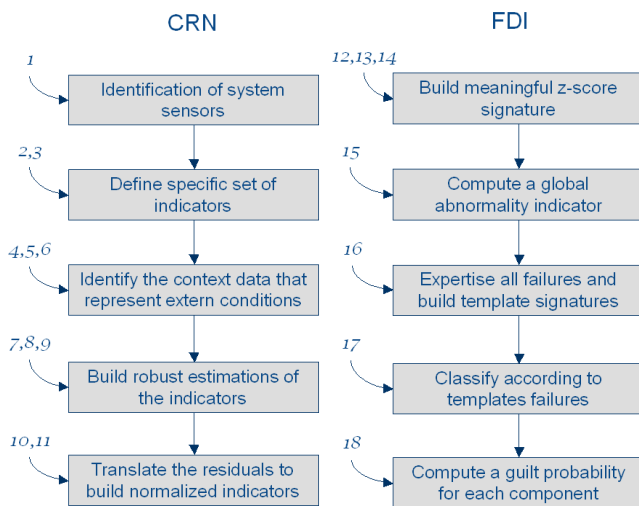 CRN
1
Identification of system
sensors
2,3
Define specific set of
indicators
4,5,6
Identify the context data that
represent extern conditions
7,8,9
Build robust estimations of
the indicators
10,11
Translate the residuals to
build normalized indicators
FDI
12,13,14
Build meaningful z-score
signature
15
Compute a global
abnormality indicator
16
Expertise all failures and
build template signatures
17
Classify according to
templates failures
18
Compute a guilt probability
for each component